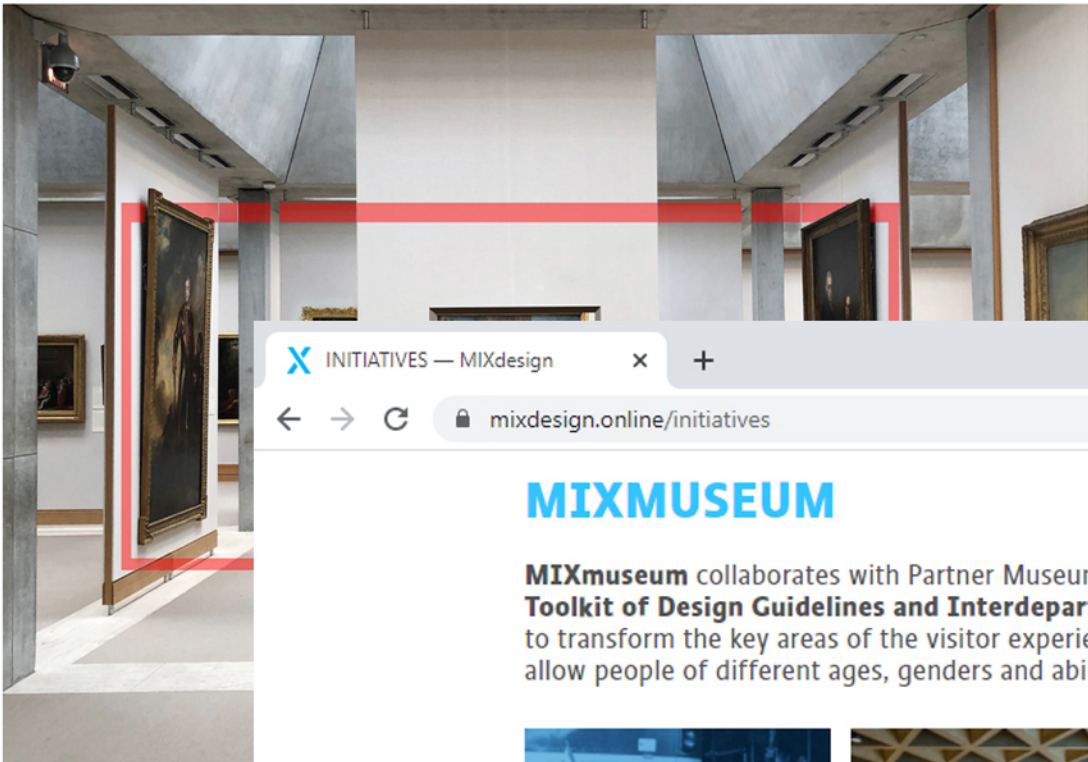 INITIATIVES — MIXdesign
mixdesign.online/initiatives
MIXMUSEUM
MIXmuseum collaborates with Partner Museum
Toolkit of Design Guidelines and Interdepar
to transform the key areas of the visitor experie
allow people of different ages, genders and abi